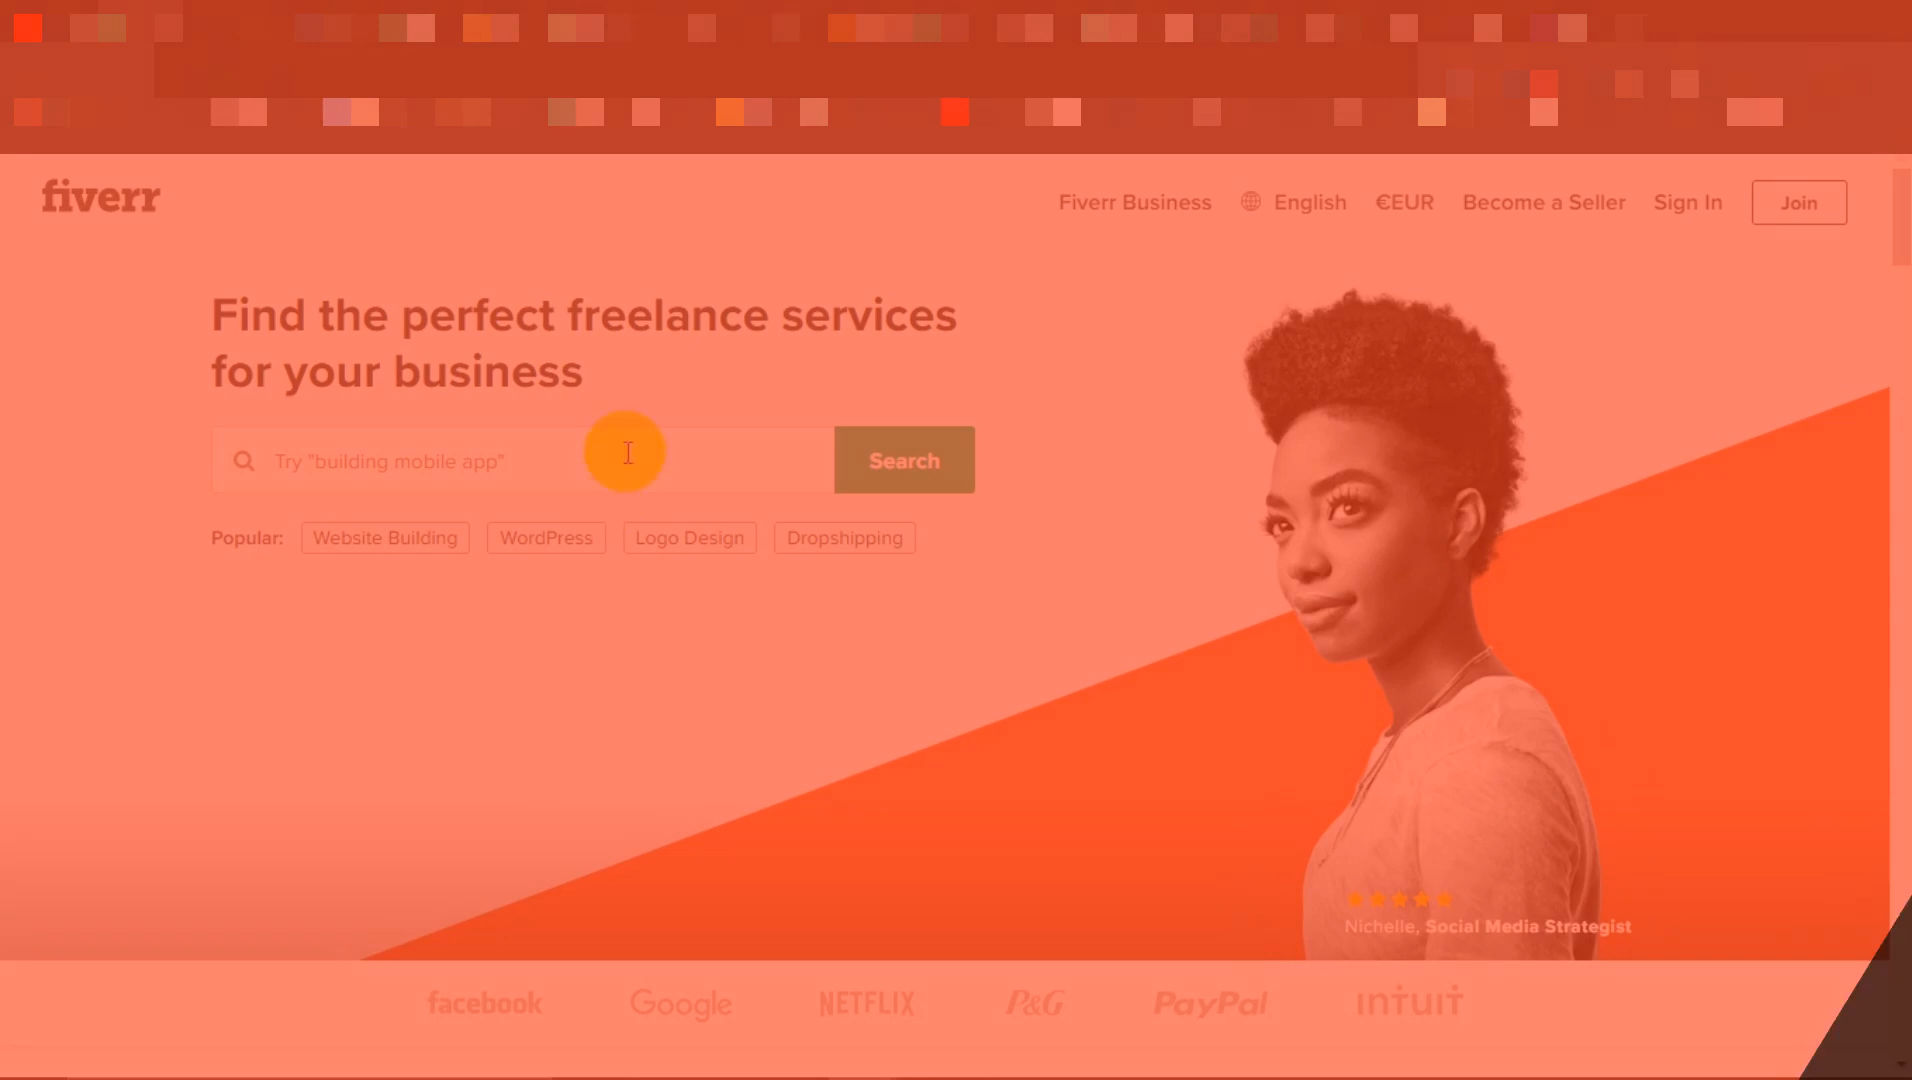 fiverr
Fiverr Business English €EUR Become a Seller Sign In Join
Find the perfect freelance services
for your business
Try "building mobile app" Search
Popular: Website Building WordPress Logo Design Dropshipping
Nichelle, Social Media Strategist
facebook Google NETFLIX P&G PayPal intuit